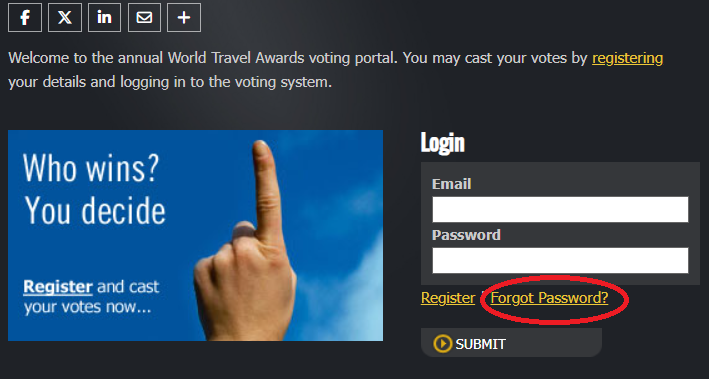 Welcome to the annual World Travel Awards voting portal. You may cast your votes by registering
your details and logging in to the voting system.
Who wins?
You decide
Register and cast
your votes now...
Login
Email
Password
Register | Forgot Password?
SUBMIT